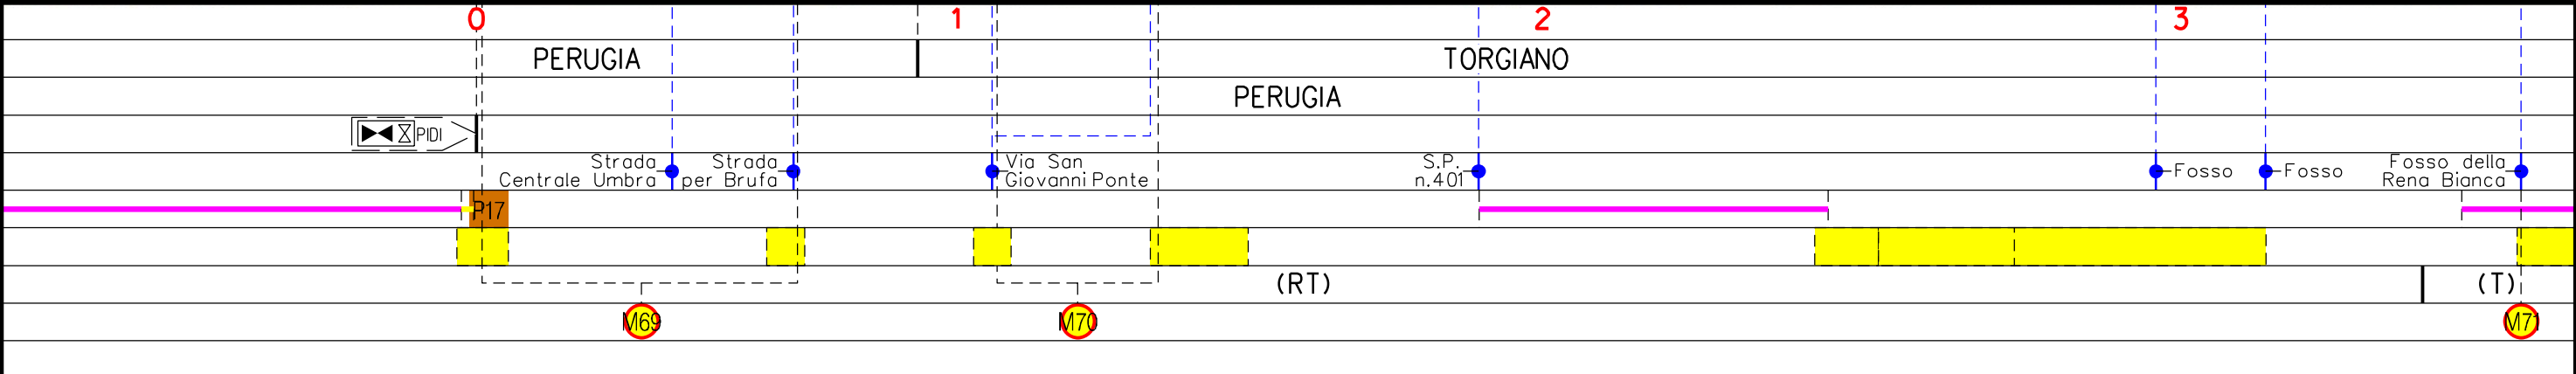 0 1 2 3
PERUGIA TORGIANO
PERUGIA
PIDI
Strada Centrale Umbra
Strada per Brufa
Via San Giovanni Ponte
S.P. n.401
Fosso
Fosso
Fosso della Rena Bianca
P17
(RT) (T)
M69 M70 M71